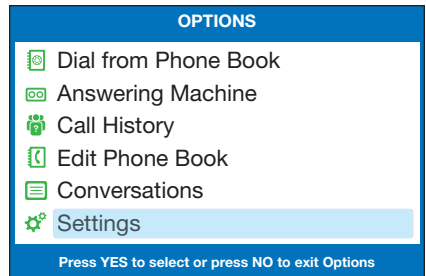 OPTIONS
Dial from Phone Book
Answering Machine
Call History
Edit Phone Book
Conversations
Settings
Press YES to select or press NO to exit Options